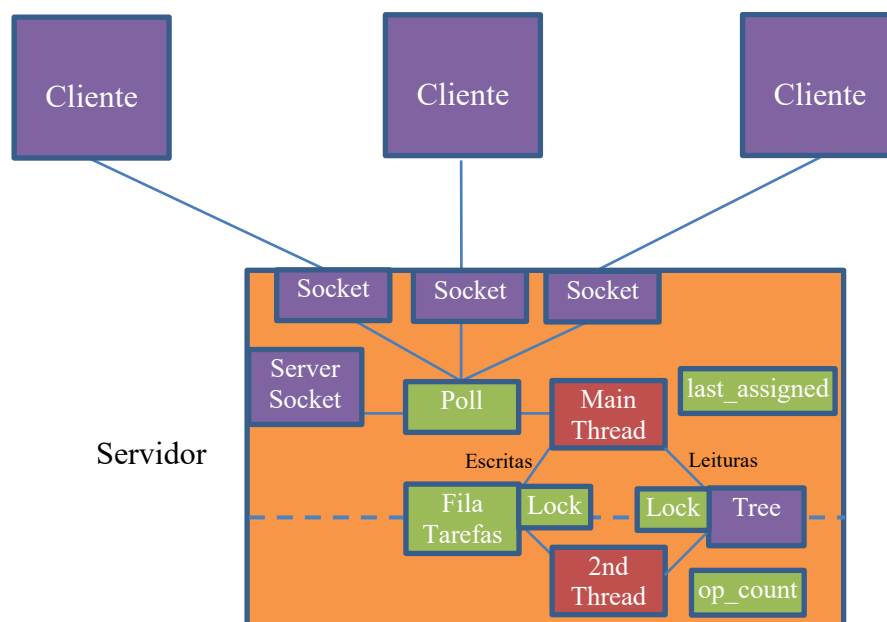 Cliente
Cliente
Cliente
Socket
Socket
Socket
Server
Socket
Poll
Main
Thread
last_assigned
Servidor
Escritas
Leituras
Fila
Tarefas
Lock
Lock
Tree
2nd
Thread
op_count